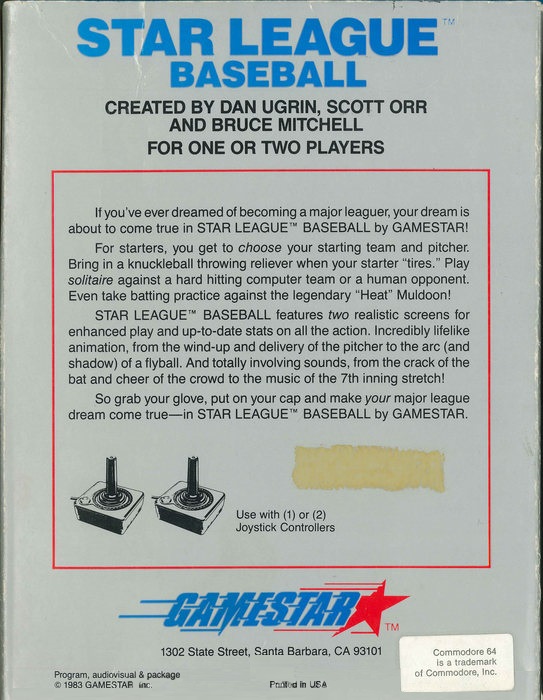 STAR LEAGUE™
BASEBALL
CREATED BY DAN UGRIN, SCOTT ORR
AND BRUCE MITCHELL
FOR ONE OR TWO PLAYERS
If you've ever dreamed of becoming a major leaguer, your dream is
about to come true in STAR LEAGUE™ BASEBALL by GAMESTAR!
For starters, you get to choose your starting team and pitcher.
Bring in a knuckleball throwing reliever when your starter "tires." Play
solitaire against a hard hitting computer team or a human opponent.
Even take batting practice against the legendary "Heat" Muldoon!
STAR LEAGUE™ BASEBALL features two realistic screens for
enhanced play and up-to-date stats on all the action. Incredibly lifelike
animation, from the wind-up and delivery of the pitcher to the arc (and
shadow) of a flyball. And totally involving sounds, from the crack of the
bat and cheer of the crowd to the music of the 7th inning stretch!
So grab your glove, put on your cap and make your major league
dream come true—in STAR LEAGUE™ BASEBALL by GAMESTAR.
Use with (1) or (2)
Joystick Controllers
GAMESTAR TM
1302 State Street, Santa Barbara, CA 93101
Program, audiovisual & package
© 1983 GAMESTAR inc.
Printed in USA
Commodore 64
is a trademark
of Commodore, Inc.